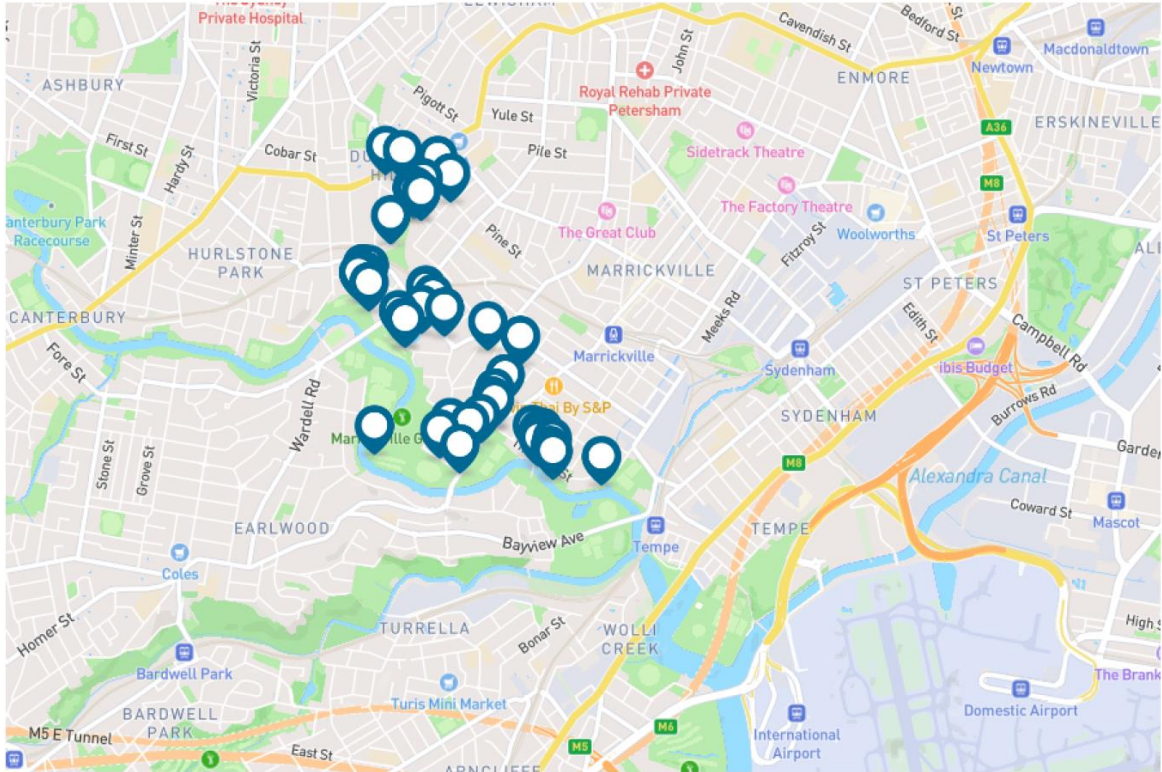 The Sydney
Private Hospital
LEWISHAM
Cavendish St
Bedford St
St
Macdonaldtown
Newtown
ASHBURY
Victoria St
John St
ENMORE
Royal Rehab Private
Petersham
Pigott St
Yule St
A36
ERSKINEVILLE
First St
Hardy St
Cobar St
Pile St
Sidetrack Theatre
M8
The Factory Theatre
Canterbury Park
Racecourse
Minter St
The Great Club
Woolworths
St Peters
Pine St
Fitzroy St
HURLSTONE
PARK
MARRICKVILLE
ST PETERS
CANTERBURY
Meeks Rd
Edith St
Campbell Rd
Fore St
Marrickville
Sydenham
ibis Budget
Thai By S&P
Burrows Rd
Wardell Rd
SYDENHAM
Stone St
Grove St
M8
Alexandra Canal
Coward St
Mascot
EARLWOOD
Bayview Ave
Tempe
TEMPE
Coles
Homer St
TURRELLA
Bonar St
WOLLI
CREEK
High S
Bardwell Park
The Brank
Turis Mini Market
Domestic Airport
BARDWELL
PARK
M5 E Tunnel
M6
International
Airport
M5
East St
ARNCLIFFE